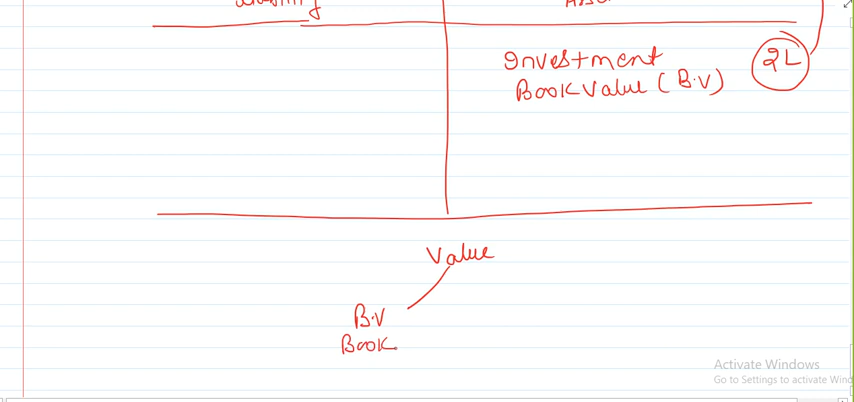 Investment 2L
Book Value (B.V)
Value
B.V
Book
Activate Windows
Go to Settings to activate Wind